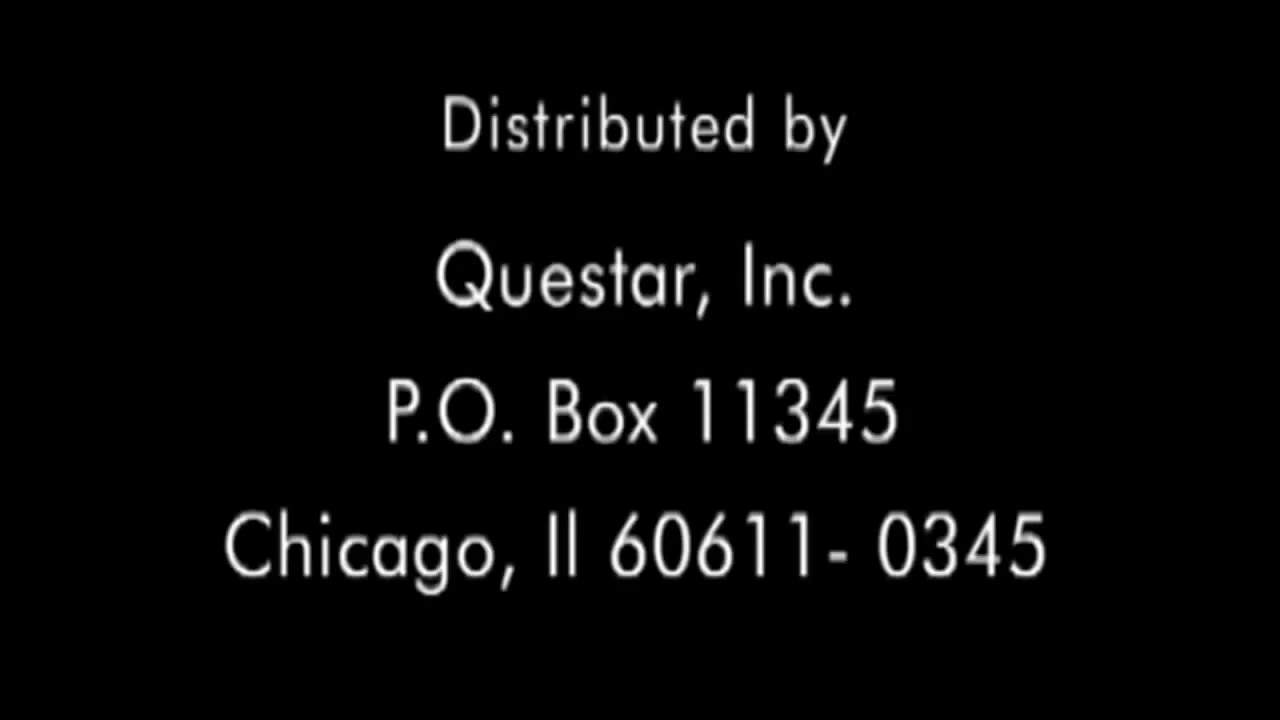 Distributed by
Questar, Inc.
P.O. Box 11345
Chicago, Il 60611- 0345